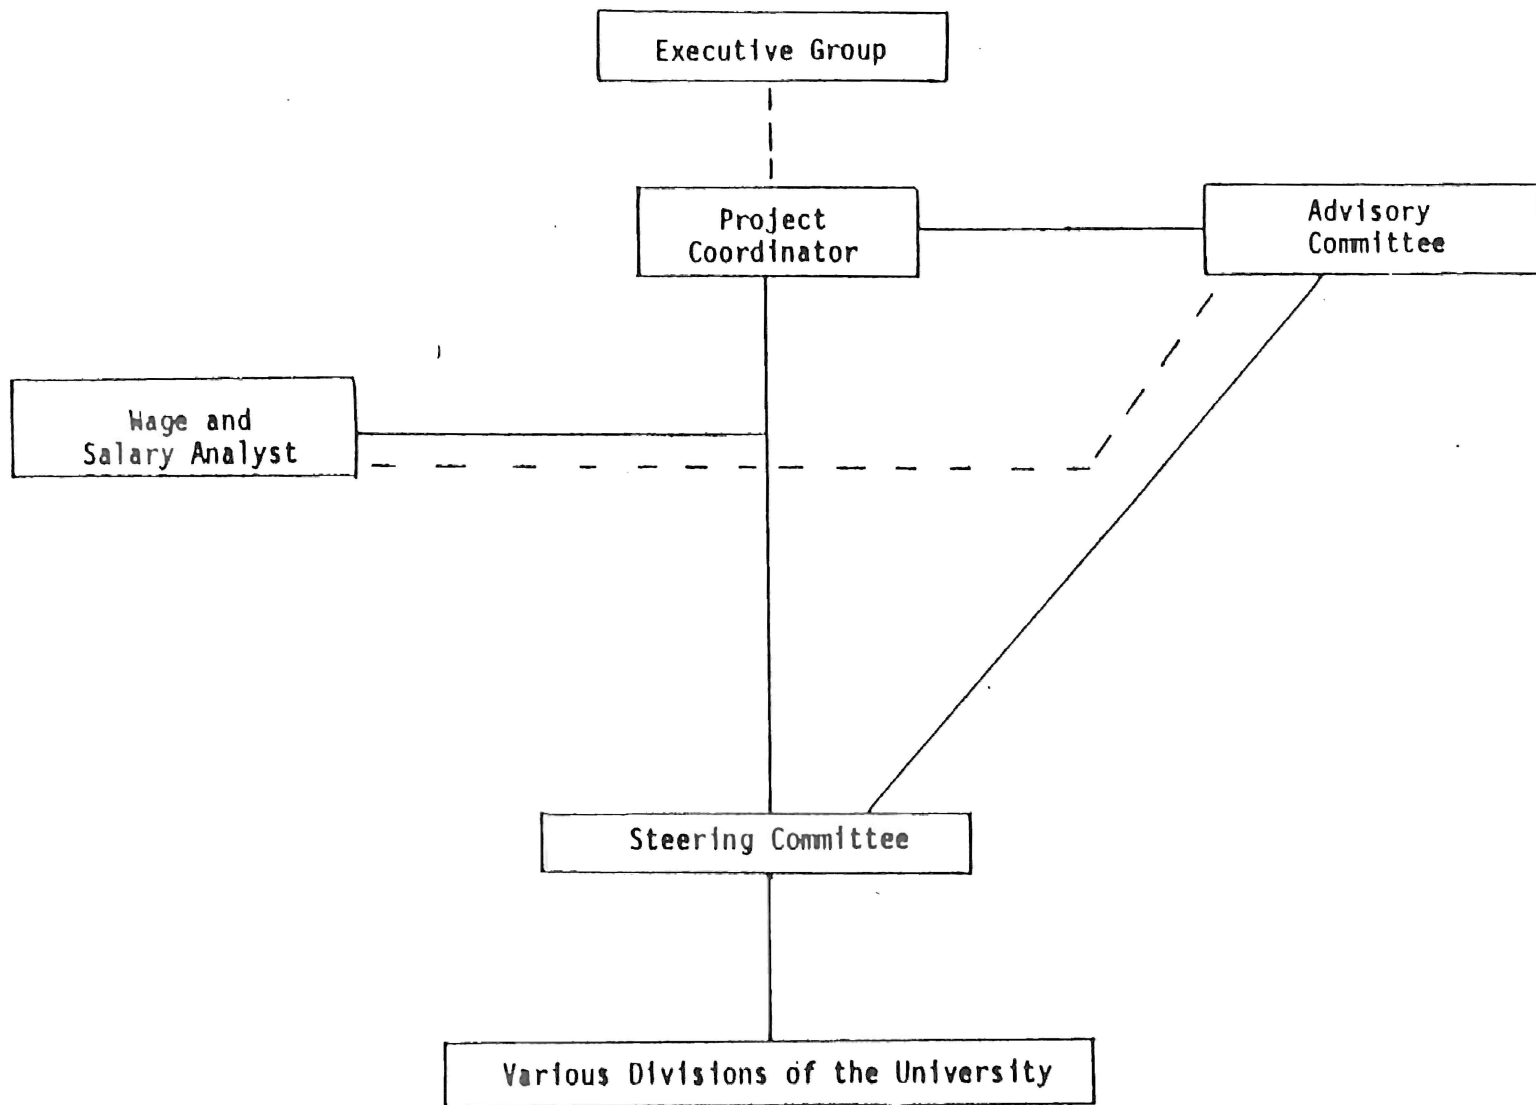 Executive Group
Project
Coordinator
Advisory
Committee
Wage and
Salary Analyst
Steering Committee
Various Divisions of the University